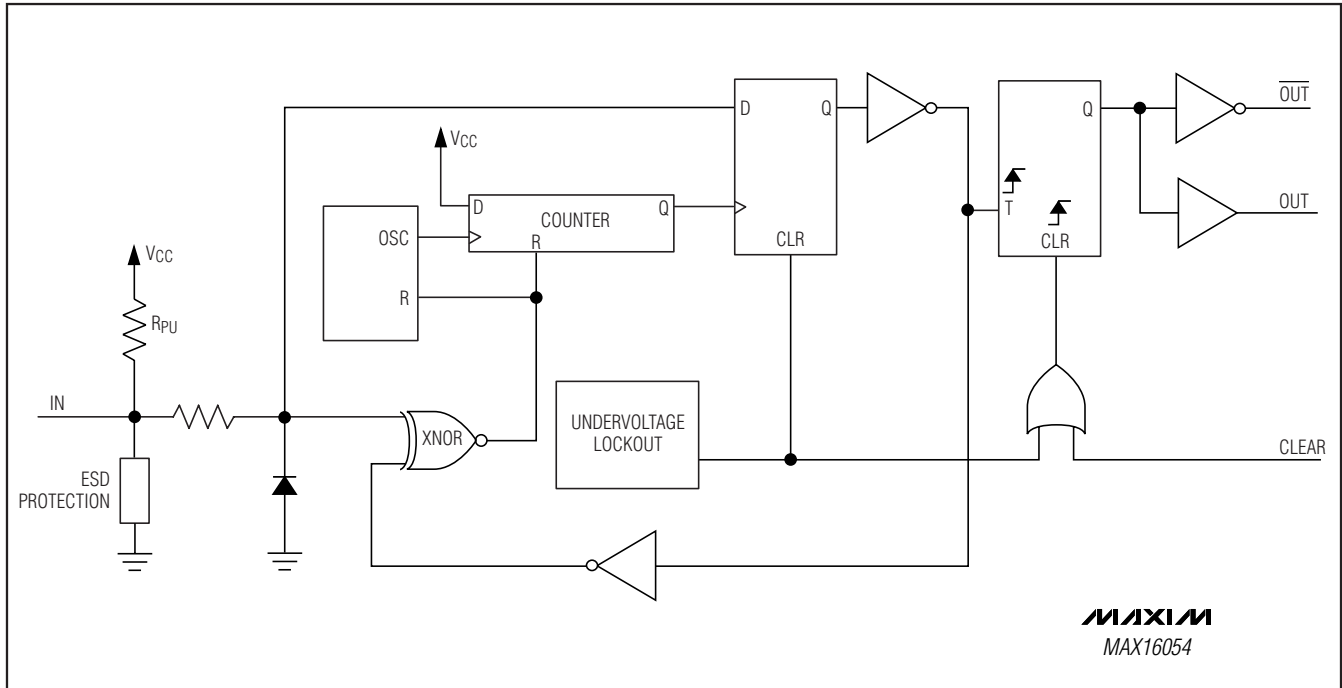 D
Q
OUT
Q
VCC
D
COUNTER
Q
T
OUT
OSC
R
CLR
CLR
VCC
R
RPU
IN
XNOR
UNDERVOLTAGE
LOCKOUT
CLEAR
ESD
PROTECTION
MAXIM
MAX16054